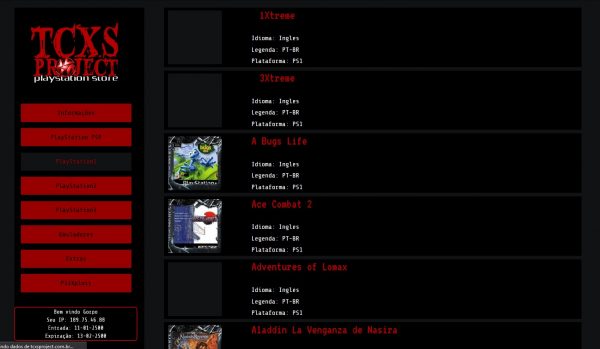 TCXS
PROJECT
playstation store
Informacoes
PlayStation PSN
PlayStation1
PlayStation2
Emuladores
Extras
Bem vindo Gorpo
Seu IP: 189.75.46.88
Entrada: 11-01-2500
Expiração: 13-02-2500
ndo dados de tcxsproject.com.br...
1Xtreme
Idioma: Ingles
Legenda: PT-BR
Plataforma: PS1
3Xtreme
Idioma: Ingles
Legenda: PT-BR
Plataforma: PS1
A Bugs Life
Idioma: Ingles
Legenda: PT-BR
Plataforma: PS1
Ace Combat 2
Idioma: Ingles
Legenda: PT-BR
Plataforma: PS1
Adventures of Lomax
Idioma: Ingles
Legenda: PT-BR
Plataforma: PS1
Aladdin La Venganza de Nasira